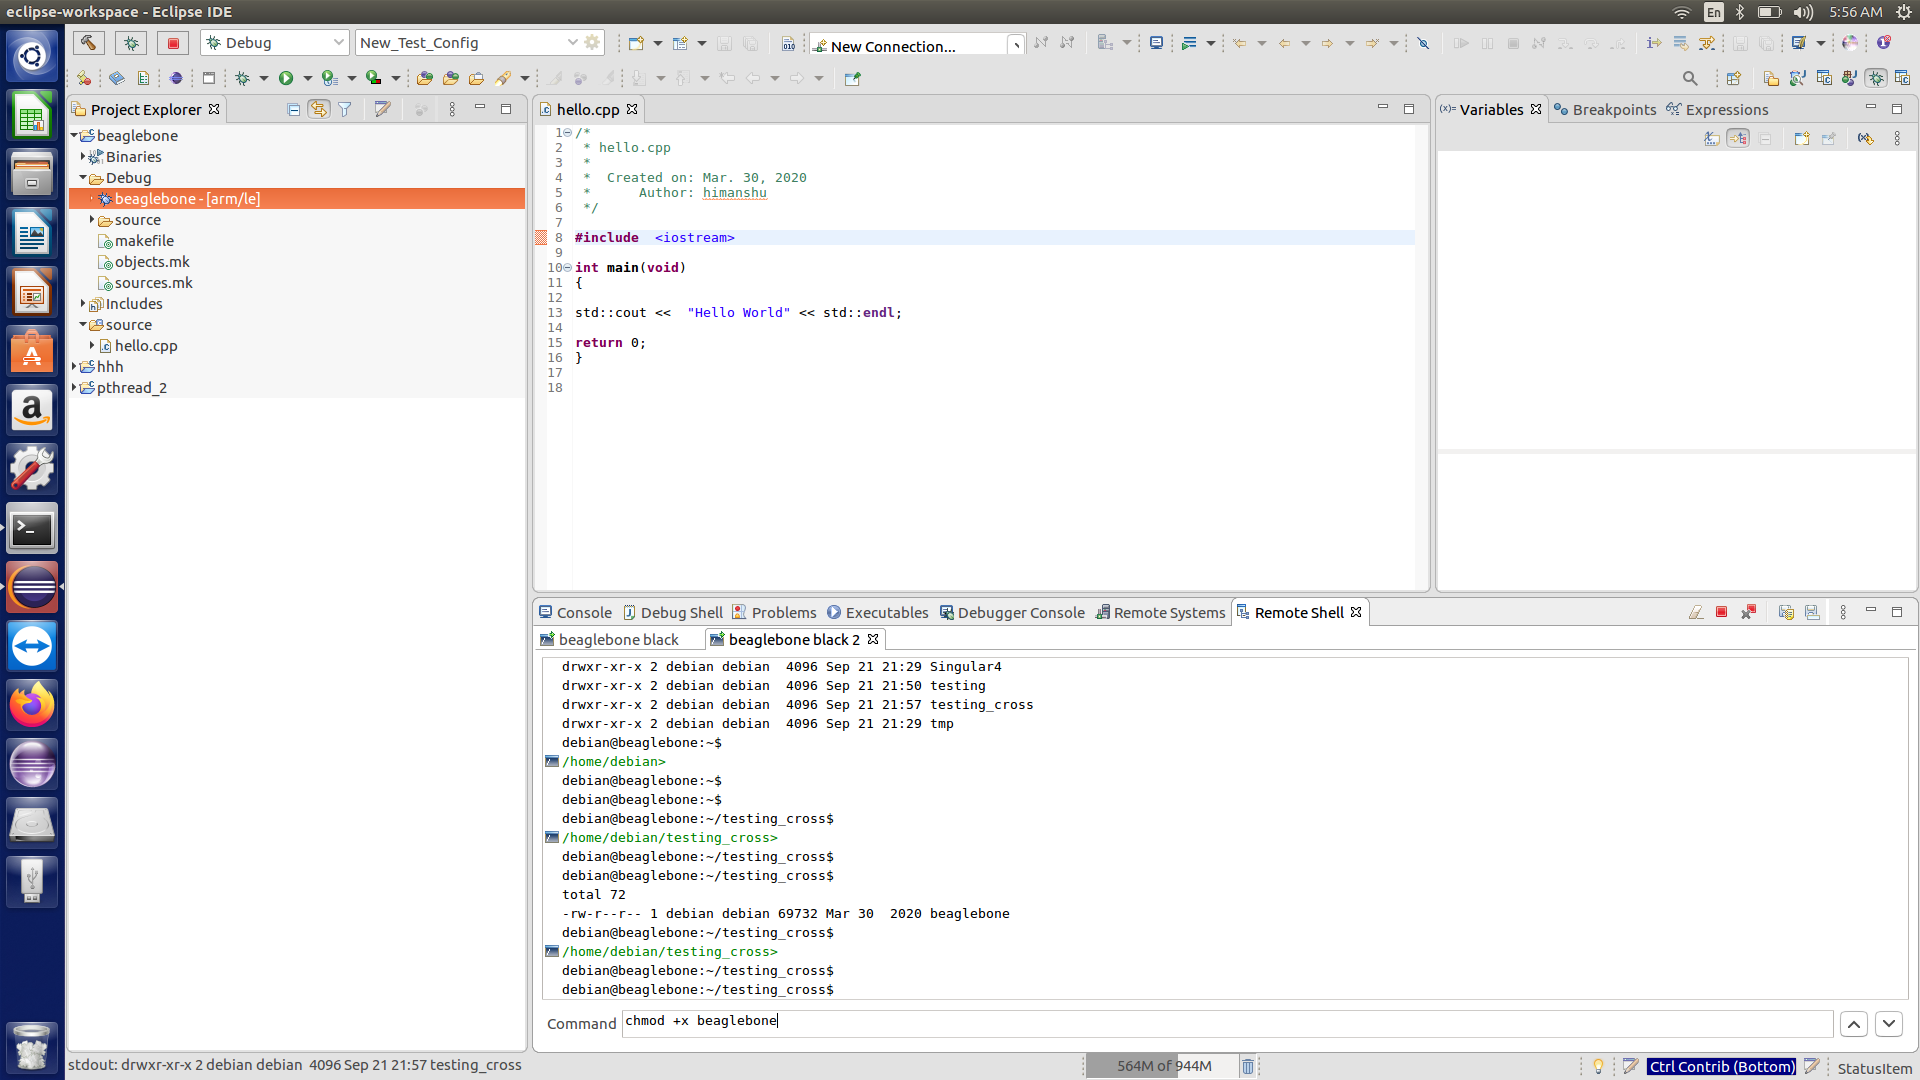 eclipse-workspace - Eclipse IDE
En
5:56 AM
Debug
New_Test_Config
New Connection...
Project Explorer
beaglebone
Binaries
Debug
beaglebone - [arm/le]
source
makefile
objects.mk
sources.mk
Includes
source
hello.cpp
hhh
pthread_2
hello.cpp
1 /*
2  * hello.cpp
3  *
4  *  Created on: Mar. 30, 2020
5  *      Author: himanshu
6  */
7
8 #include  <iostream>
9
10 int main(void)
11 {
12
13 std::cout <<  "Hello World" << std::endl;
14
15 return 0;
16 }
17
18
(x)= Variables
Breakpoints
Expressions
Console
Debug Shell
Problems
Executables
Debugger Console
Remote Systems
Remote Shell
beaglebone black
beaglebone black 2
drwxr-xr-x 2 debian debian  4096 Sep 21 21:29 Singular4
drwxr-xr-x 2 debian debian  4096 Sep 21 21:50 testing
drwxr-xr-x 2 debian debian  4096 Sep 21 21:57 testing_cross
drwxr-xr-x 2 debian debian  4096 Sep 21 21:29 tmp
debian@beaglebone:~$
/home/debian>
debian@beaglebone:~$
debian@beaglebone:~$
debian@beaglebone:~/testing_cross$
/home/debian/testing_cross>
debian@beaglebone:~/testing_cross$
debian@beaglebone:~/testing_cross$
total 72
-rw-r--r-- 1 debian debian 69732 Mar 30  2020 beaglebone
debian@beaglebone:~/testing_cross$
/home/debian/testing_cross>
debian@beaglebone:~/testing_cross$
debian@beaglebone:~/testing_cross$
Command
chmod +x beaglebone
stdout: drwxr-xr-x 2 debian debian  4096 Sep 21 21:57 testing_cross
564M of 944M
Ctrl Contrib (Bottom)
StatusItem